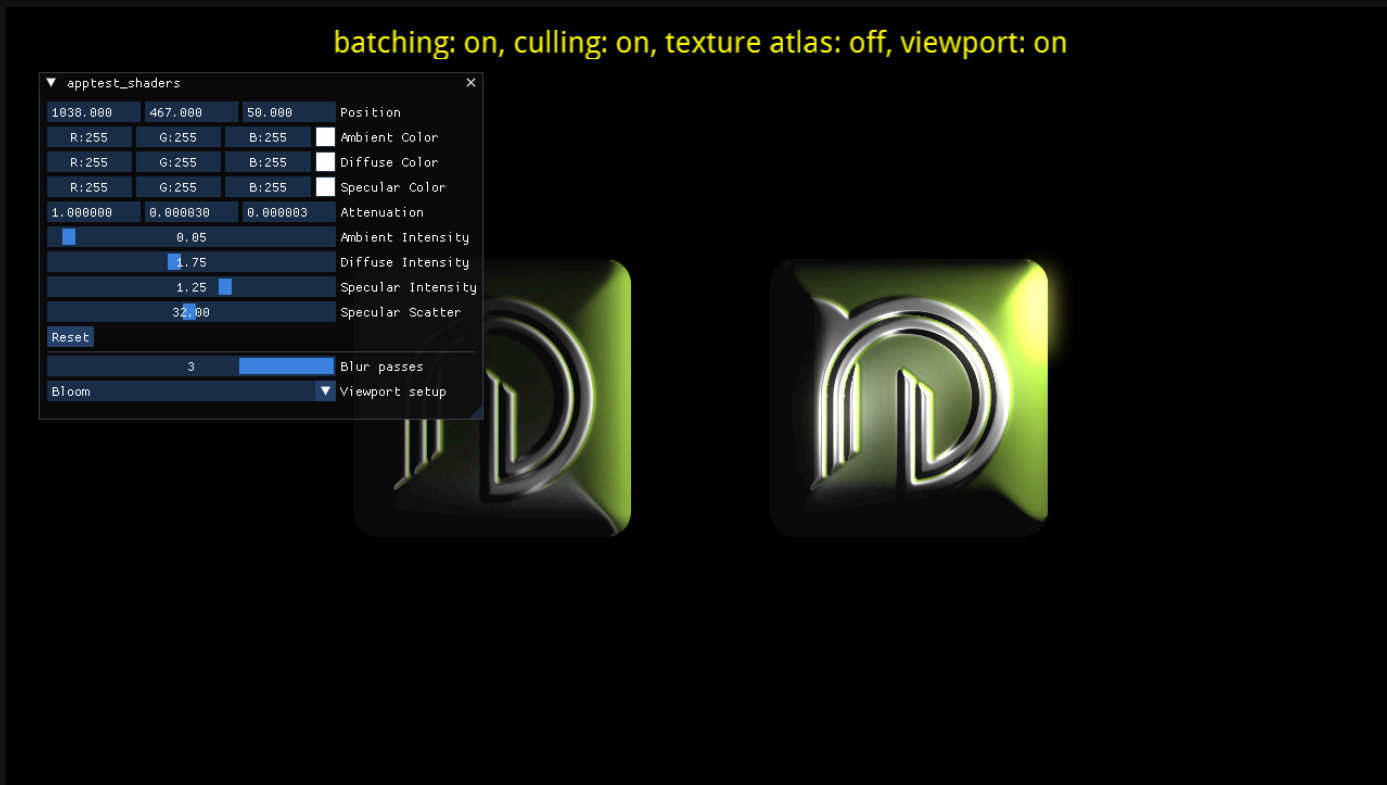 batching: on, culling: on, texture atlas: off, viewport: on
apptest_shaders
1038.000 467.000 50.000 Position
R:255 G:255 B:255 Ambient Color
R:255 G:255 B:255 Diffuse Color
R:255 G:255 B:255 Specular Color
1.000000 0.000030 0.000003 Attenuation
0.05 Ambient Intensity
1.75 Diffuse Intensity
1.25 Specular Intensity
32.00 Specular Scatter
Reset
3 Blur passes
Bloom Viewport setup